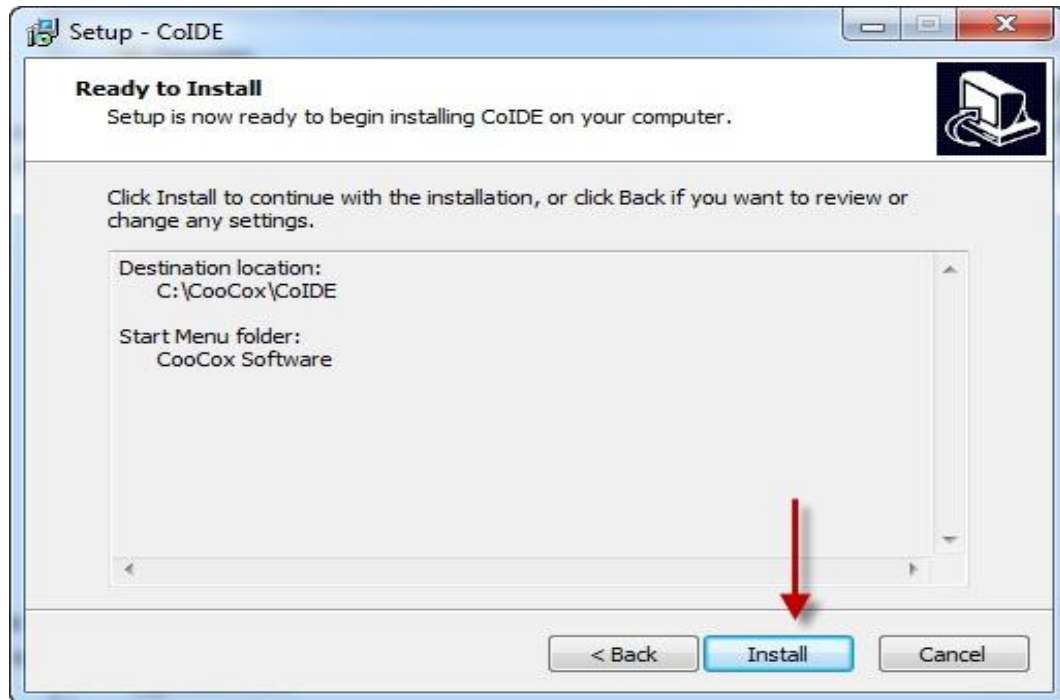 Setup - CoIDE
Ready to Install
Setup is now ready to begin installing CoIDE on your computer.
Click Install to continue with the installation, or click Back if you want to review or
change any settings.
Destination location:
C:\CooCox\CoIDE
Start Menu folder:
CooCox Software
< Back
Install
Cancel